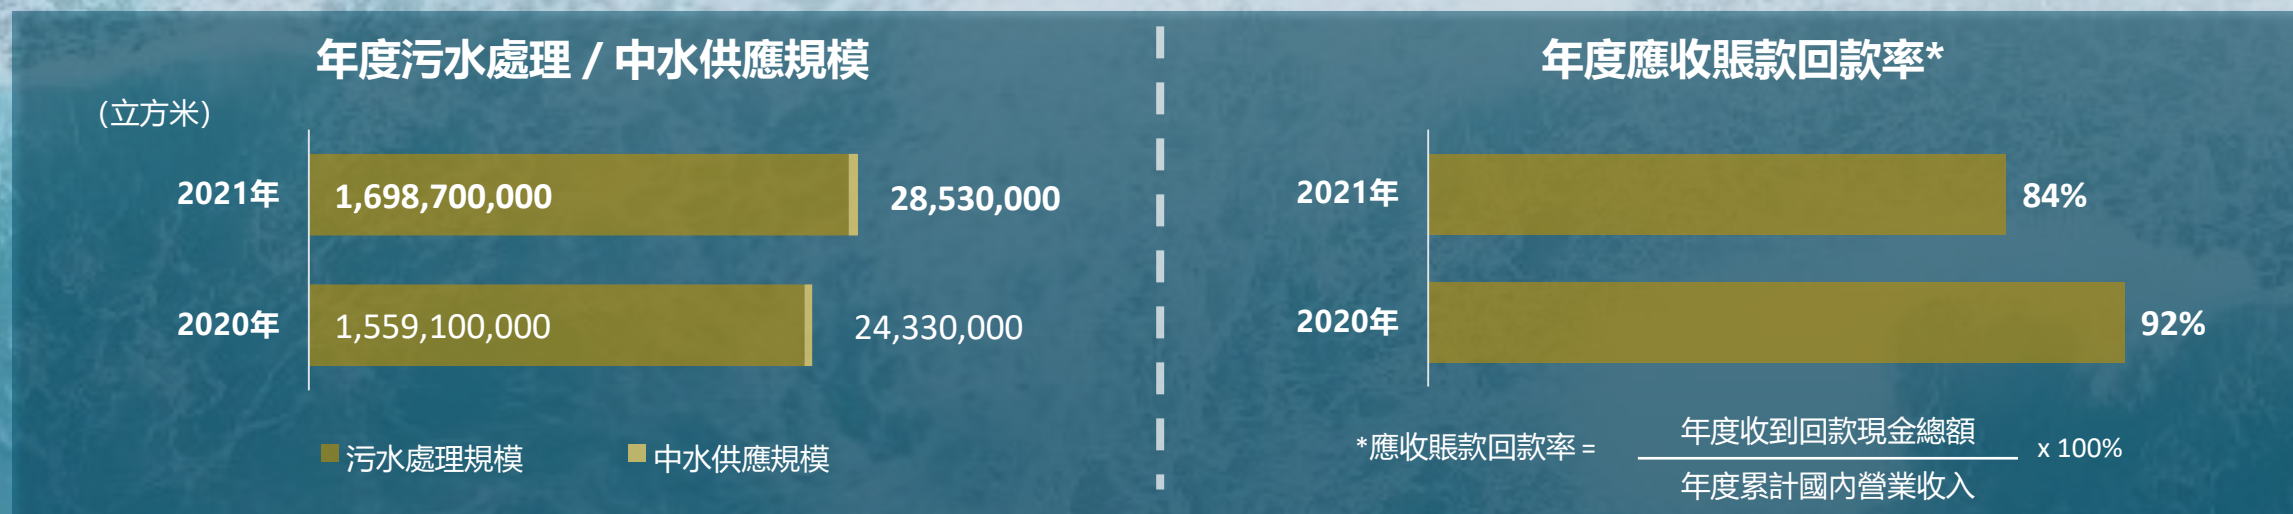 年度污水處理 / 中水供應規模
(立方米)
2021年 1,698,700,000 28,530,000
2020年 1,559,100,000 24,330,000
污水處理規模 中水供應規模
年度應收賬款回款率*
2021年 84%
2020年 92%
年度收到回款現金總額
*應收賬款回款率 = x 100%
年度累計國內營業收入